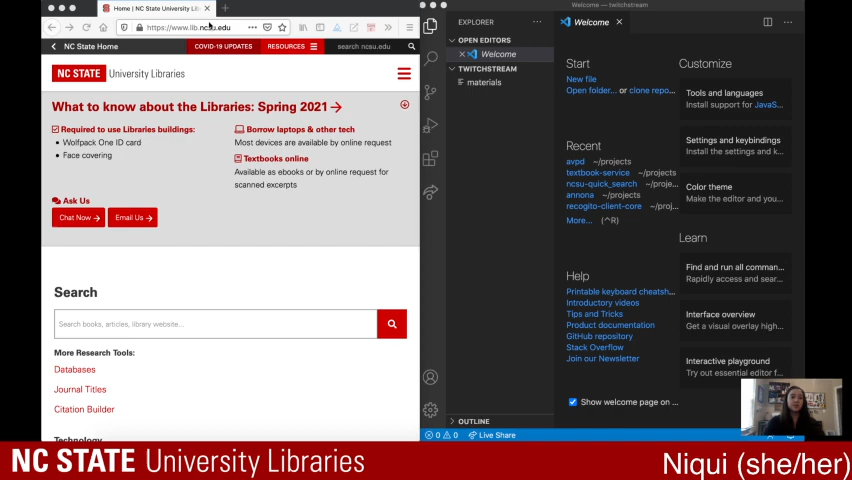 Home | NC State University Lib
https://www.lib.ncsu.edu
NC State Home
COVID-19 UPDATES
RESOURCES
search ncsu.edu
NC STATE University Libraries
What to know about the Libraries: Spring 2021
Required to use Libraries buildings:
• Wolfpack One ID card
• Face covering
Borrow laptops & other tech
Most devices are available by online request
Textbooks online
Available as ebooks or by online request for
scanned excerpts
Ask Us
Chat Now
Email Us
Search
Search books, articles, library website...
More Research Tools:
Databases
Journal Titles
Citation Builder
Technology
Welcome — twitchstream
EXPLORER
OPEN EDITORS
Welcome
TWITCHSTREAM
materials
OUTLINE
Welcome
Start
New file
Open folder... or clone repo...
Recent
avpd ~/projects
textbook-service ~/projects
ncsu-quick_search ~/proje...
annona ~/projects
recogito-client-core ~/proj...
More... (^R)
Help
Printable keyboard cheatsh...
Introductory videos
Tips and Tricks
Product documentation
GitHub repository
Stack Overflow
Join our Newsletter
Show welcome page on ...
Customize
Tools and languages
Install support for JavaS...
Settings and keybindings
Install the settings and k...
Color theme
Make the editor and you...
Learn
Find and run all comman...
Rapidly access and sear...
Interface overview
Get a visual overlay high...
Interactive playground
Try out essential editor f...
0 0 Live Share
NC STATE University Libraries
Niqui (she/her)